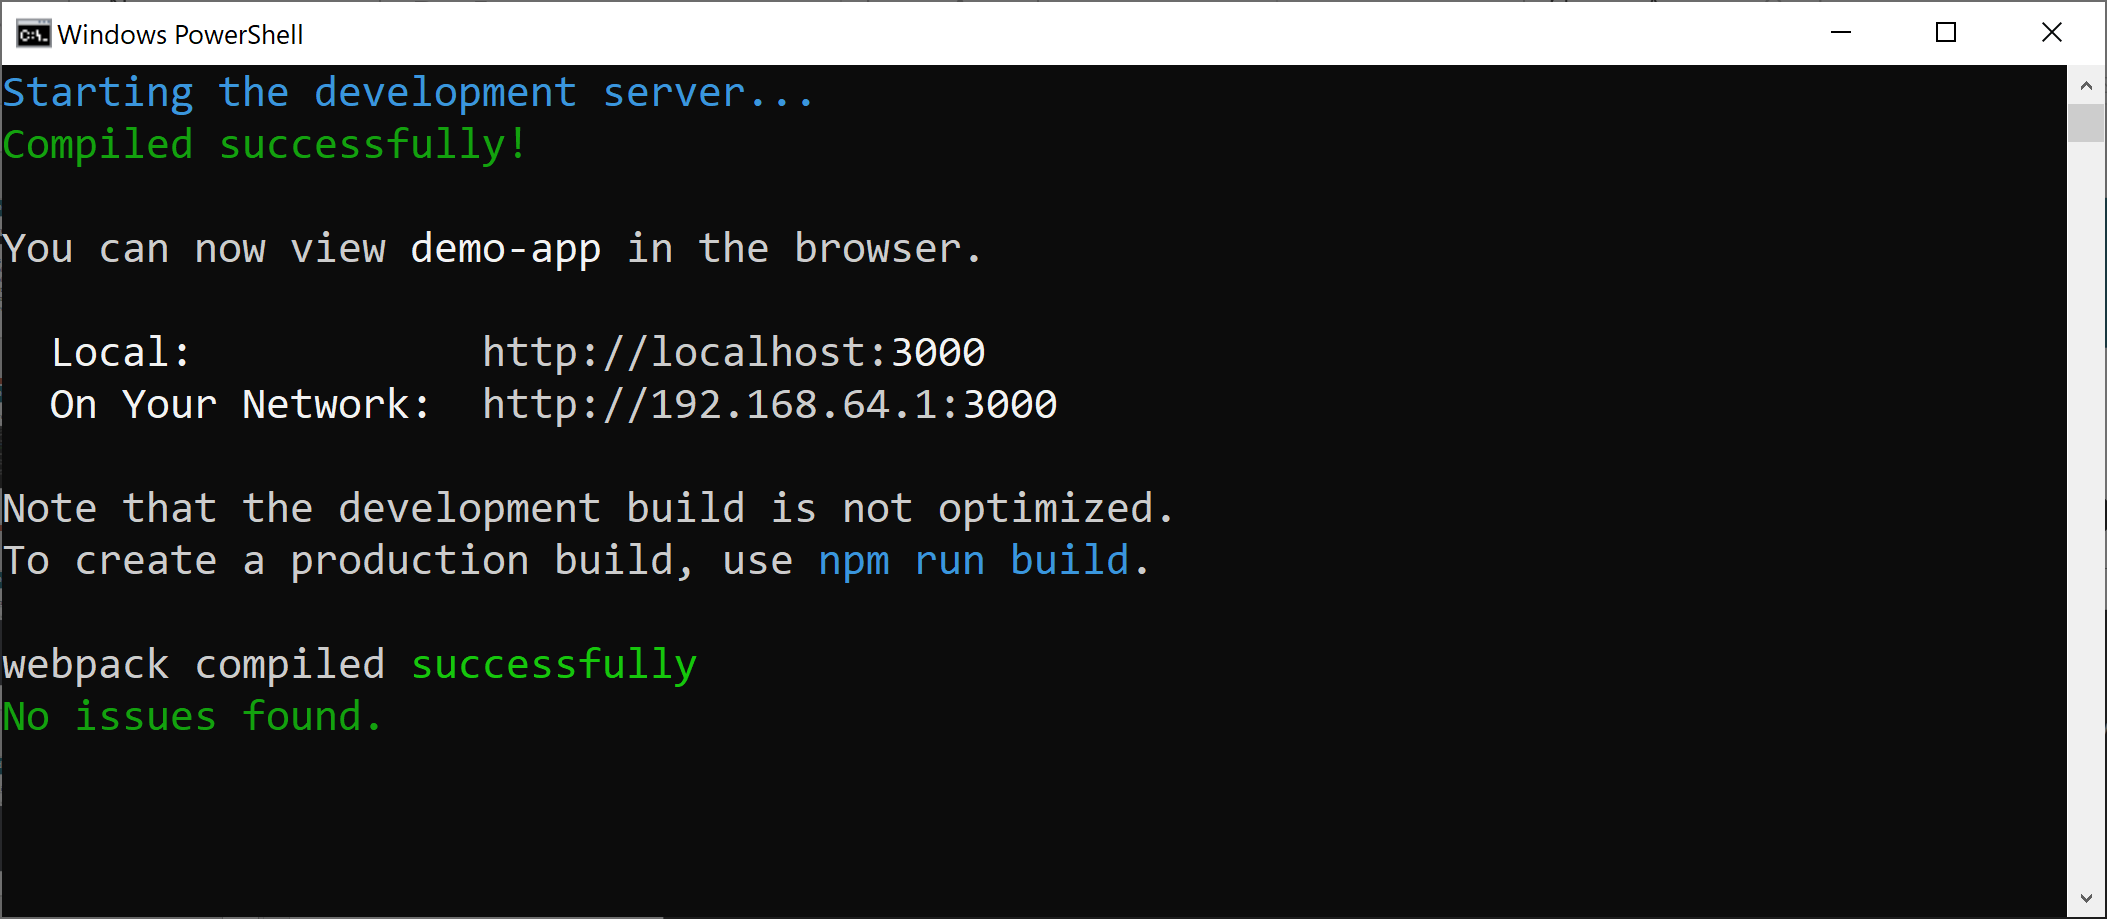 Windows PowerShell
Starting the development server...
Compiled successfully!
You can now view demo-app in the browser.
Local: http://localhost:3000
On Your Network: http://192.168.64.1:3000
Note that the development build is not optimized.
To create a production build, use npm run build.
webpack compiled successfully
No issues found.